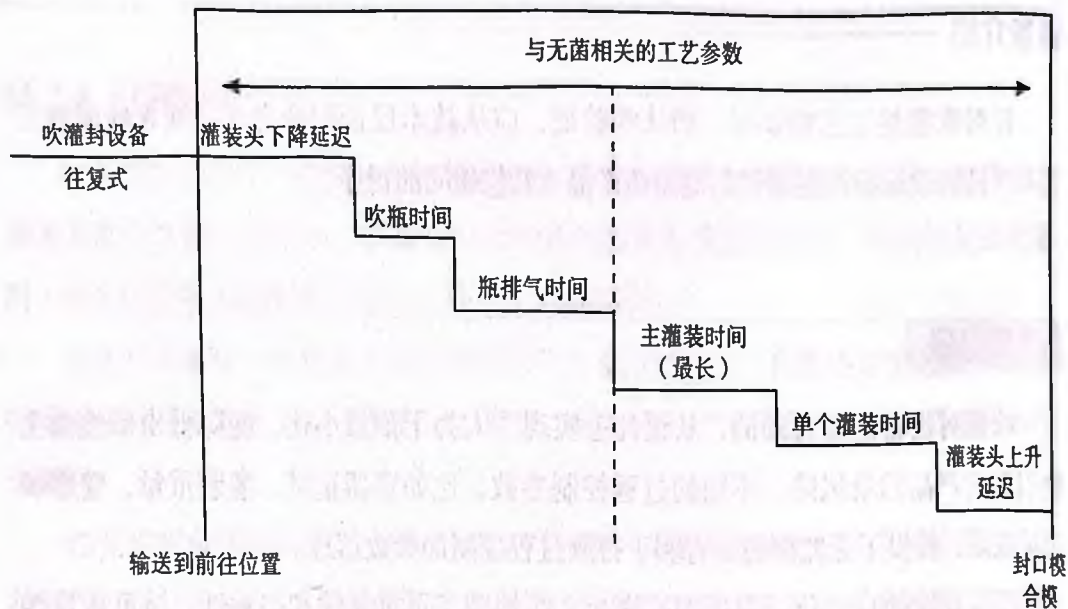 与无菌相关的工艺参数
吹灌封设备
往复式
灌装头下降延迟
吹瓶时间
瓶排气时间
主灌装时间
（最长）
单个灌装时间
灌装头上升
延迟
输送到前往位置
封口模
合模